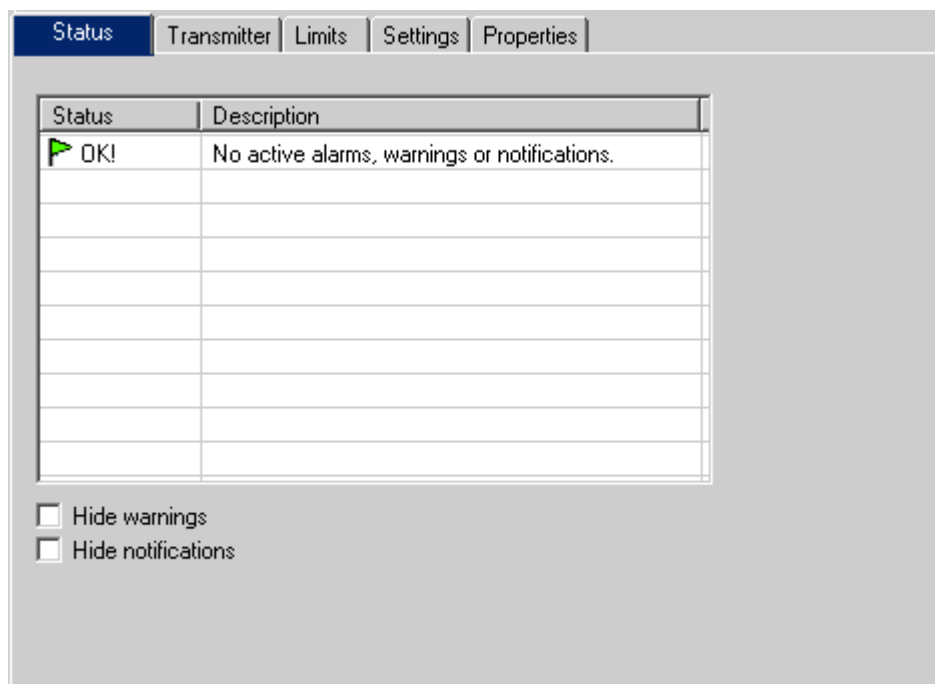 Status Transmitter Limits Settings Properties
Status Description
OK! No active alarms, warnings or notifications.
Hide warnings
Hide notifications